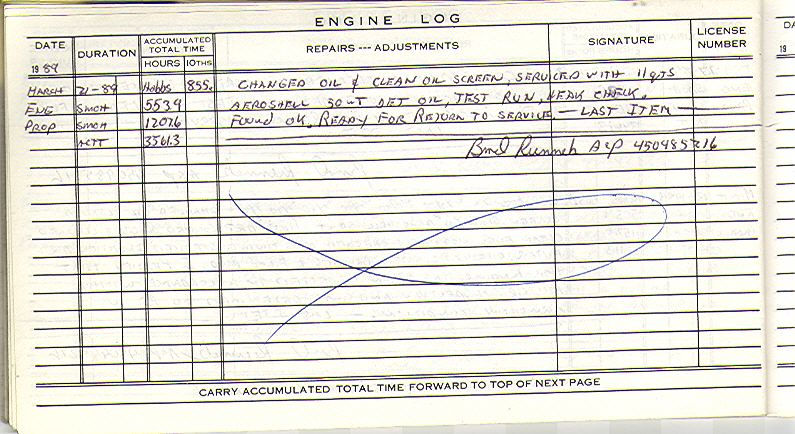 ENGINE LOG
DATE DURATION ACCUMULATED TOTAL TIME HOURS 10THS REPAIRS --- ADJUSTMENTS SIGNATURE LICENSE NUMBER
1989
MARCH 21-89 Hobbs 855. CHANGED OIL & CLEAN OIL SCREEN, SERVICED WITH 11 qts
ENG SMOH 553.9 AEROSHELL 50 WT DET OIL, TEST RUN, LEAK CHECK.
PROP SMOH 1207.6 FOUND OK, READY FOR RETURN TO SERVICE — LAST ITEM —
ACTT 3561.3
A&P 450485216
CARRY ACCUMULATED TOTAL TIME FORWARD TO TOP OF NEXT PAGE